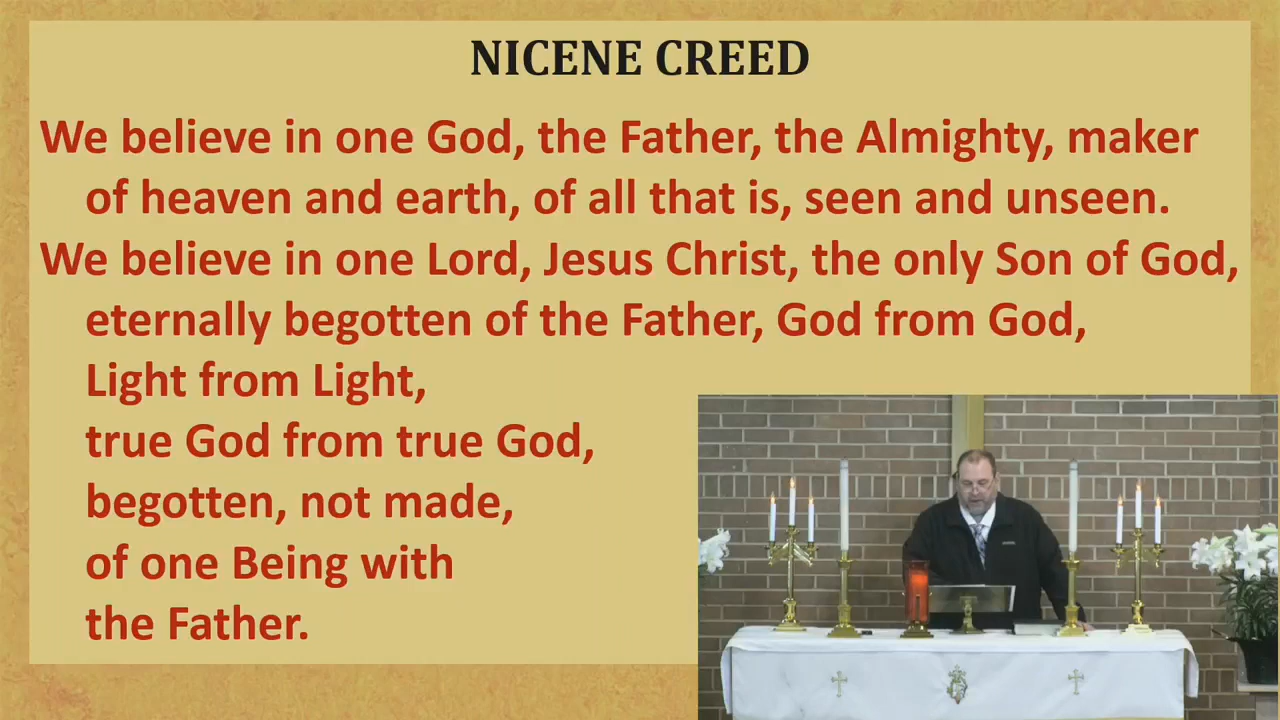 NICENE CREED
We believe in one God, the Father, the Almighty, maker
of heaven and earth, of all that is, seen and unseen.
We believe in one Lord, Jesus Christ, the only Son of God,
eternally begotten of the Father, God from God,
Light from Light,
true God from true God,
begotten, not made,
of one Being with
the Father.